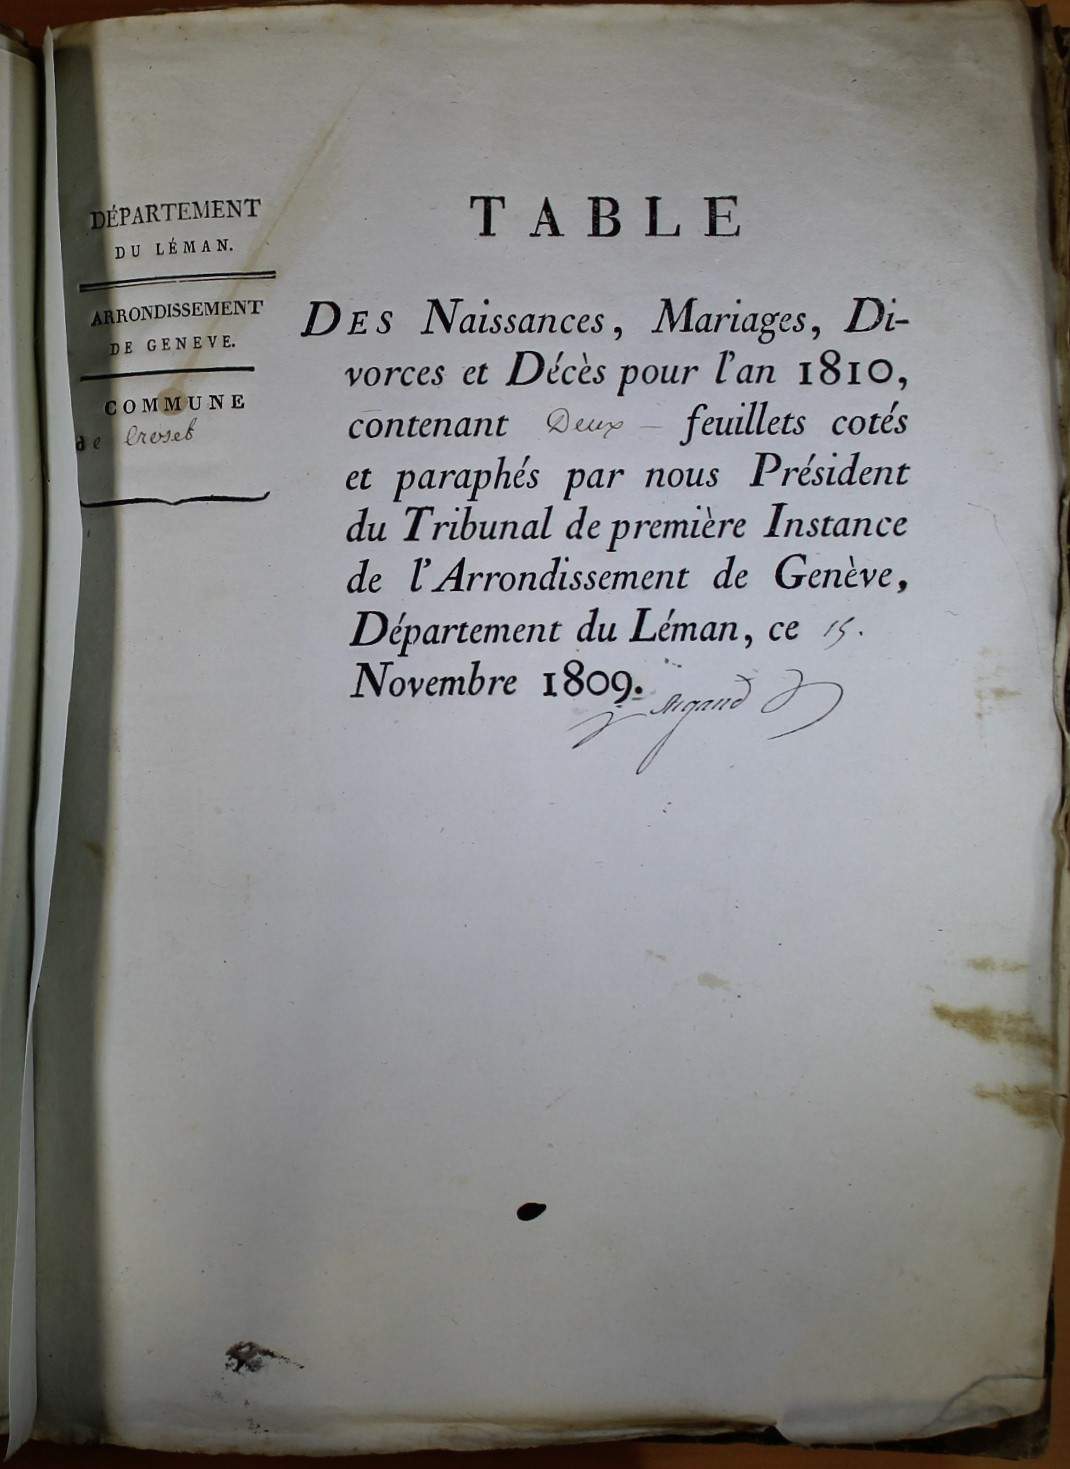 DÉPARTEMENT
DU LÉMAN.
ARRONDISSEMENT
DE GENEVE.
COMMUNE
de Croset
TABLE
DES Naissances, Mariages, Di-
vorces et Décès pour l'an 1810,
contenant Deux — feuillets cotés
et paraphés par nous Président
du Tribunal de première Instance
de l'Arrondissement de Genève,
Département du Léman, ce 15.
Novembre 1809.
Argand